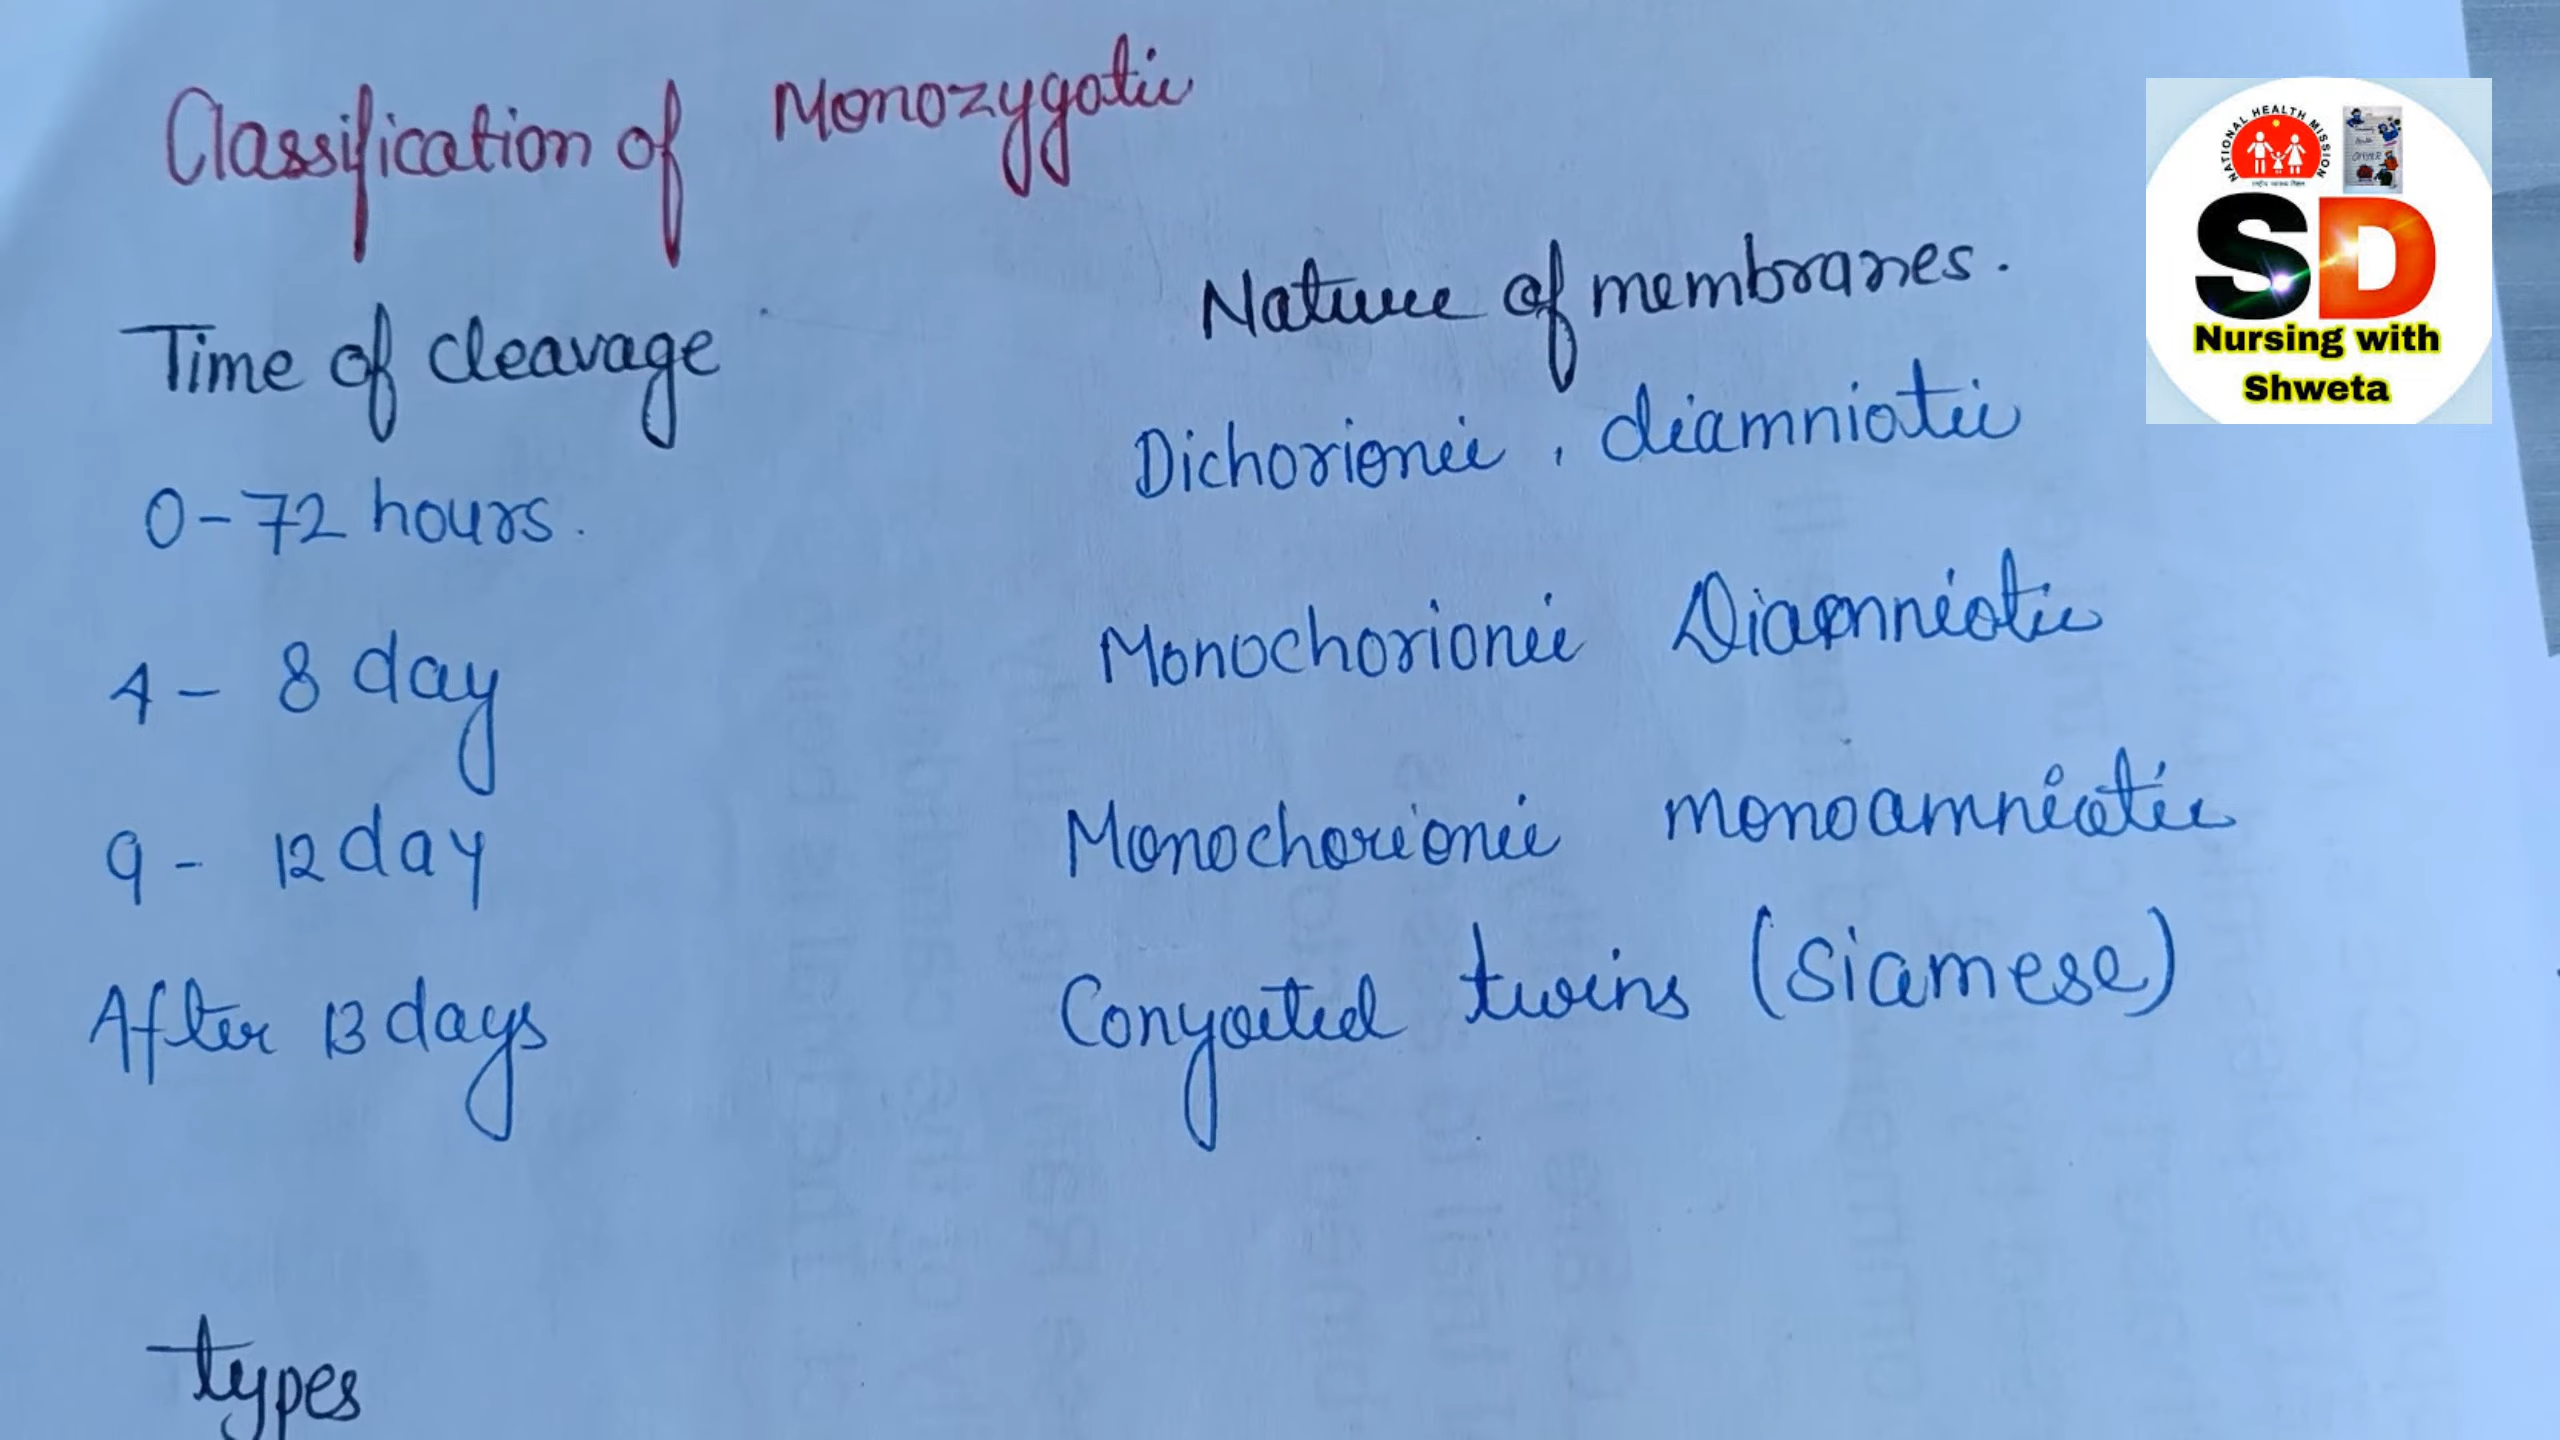 Classification of Monozygotic
Time of cleavage Nature of membranes.
0-72 hours. Dichorionic, diamniotic
4 - 8 day Monochorionic Diamniotic
9 - 12 day Monochorionic monoamniotic
After 13 days Conyoited twins (Siamese)
types
NATIONAL HEALTH MISSION
SD
Nursing with
Shweta